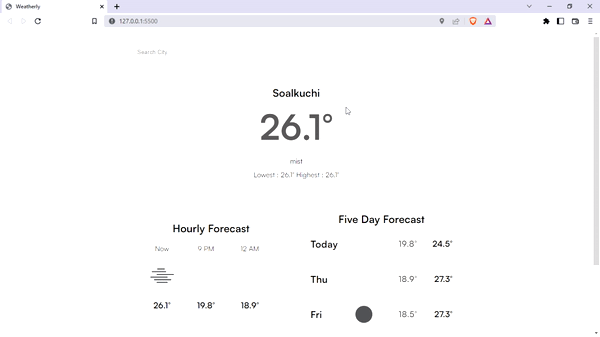 Weatherly
127.0.0.1:5500
Search City
Soalkuchi
26.1°
mist
Lowest : 26.1° Highest : 26.1°
Hourly Forecast
Now 9 PM 12 AM
26.1° 19.8° 18.9°
Five Day Forecast
Today 19.8° 24.5°
Thu 18.9° 27.3°
Fri 18.5° 27.3°